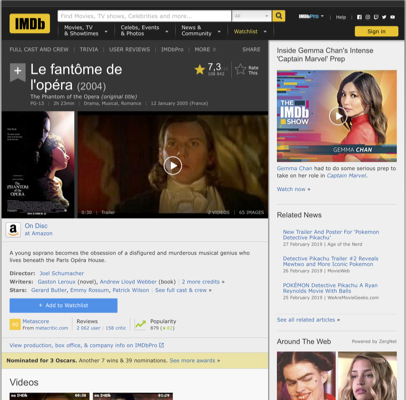 IMDb
Find Movies, TV shows, Celebrities and more...
All
Movies, TV
& Showtimes
Celebs, Events
& Photos
News &
Community
Watchlist
IMDbPro
Help
Sign in
FULL CAST AND CREW | TRIVIA | USER REVIEWS | IMDbPro | MORE
SHARE
Le fantôme de
l'opéra (2004)
The Phantom of the Opera (original title)
PG-13 | 2h 23min | Drama, Musical, Romance | 12 January 2005 (France)
7,3
Rate
This
0:30 | Trailer
2 VIDEOS | 65 IMAGES
On Disc
at Amazon
A young soprano becomes the obsession of a disfigured and murderous musical genius who
lives beneath the Paris Opéra House.
Director: Joel Schumacher
Writers: Gaston Leroux (novel), Andrew Lloyd Webber (book) | 2 more credits »
Stars: Gerard Butler, Emmy Rossum, Patrick Wilson | See full cast & crew »
+ Add to Watchlist
Metascore
From metacritic.com
Reviews
2 062 user | 158 critic
Popularity
View production, box office, & company info on IMDbPro
Nominated for 3 Oscars. Another 7 wins & 39 nominations. See more awards »
Videos
Inside Gemma Chan's Intense
'Captain Marvel' Prep
THE
IMDb
SHOW
GEMMA CHAN
Gemma Chan had to do some serious prep to
take on her role in Captain Marvel.
Watch now »
Related News
New Trailer And Poster For 'Pokemon
Detective Pikachu'
27 February 2019 | Age of the Nerd
Detective Pikachu Trailer #2 Reveals
Mewtwo and More Iconic Pokemon
26 February 2019 | MovieWeb
POKÉMON Detective Pikachu A Ryan
Reynolds Movie With Balls
26 February 2019 | WeAreMovieGeeks.com
See all related articles »
Around The Web
Powered by ZergNet